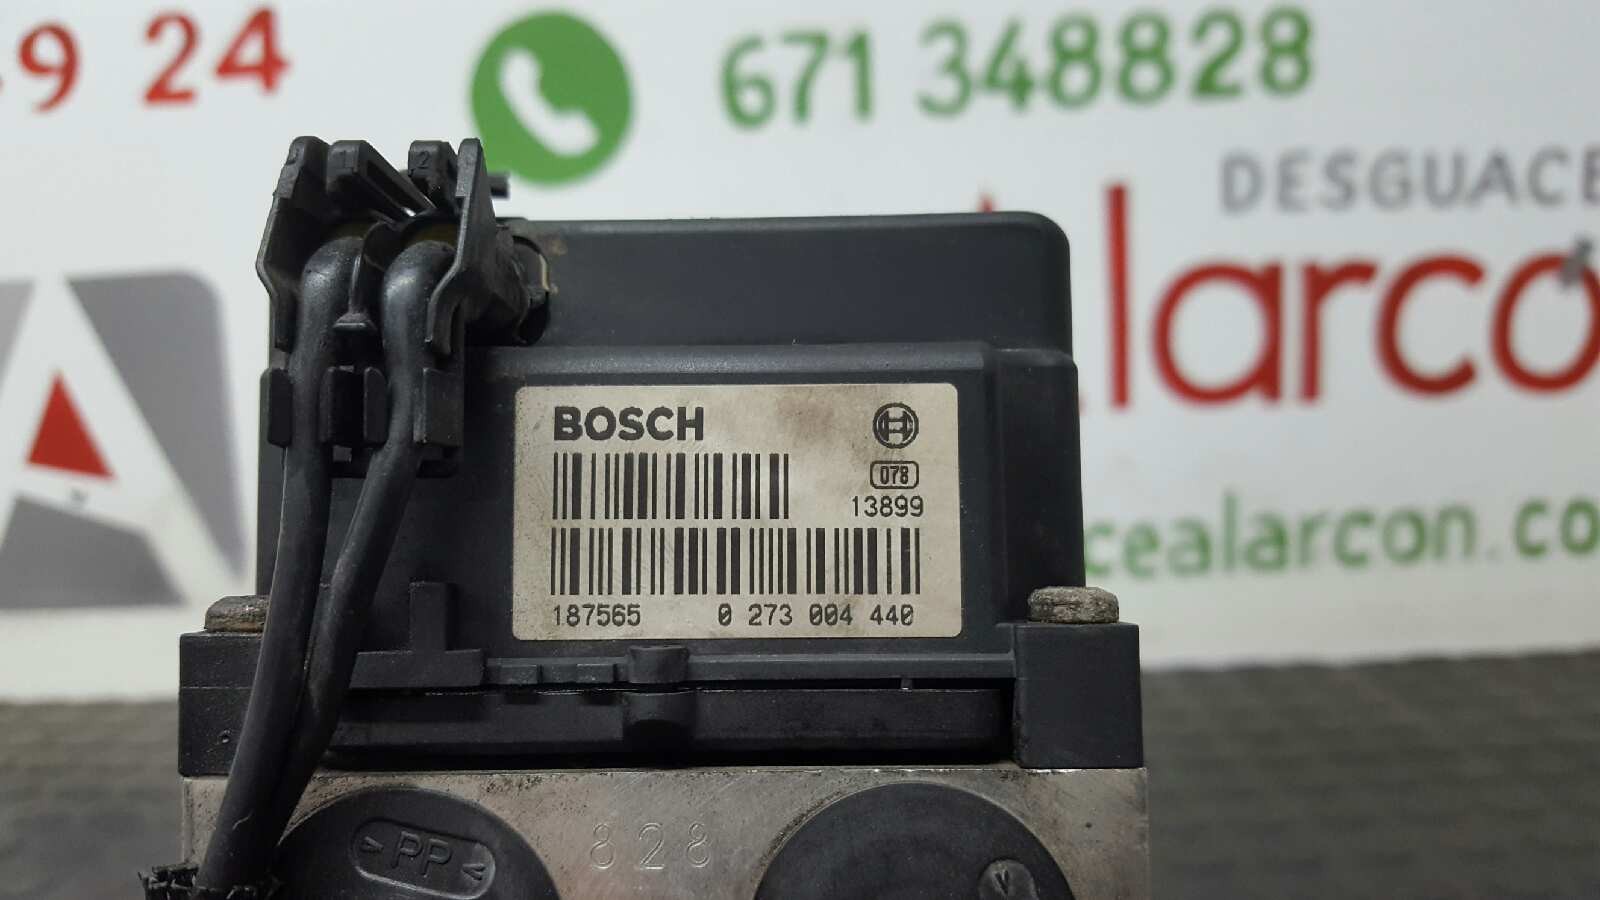 9 24
671 348828
DESGUACE
larco
cealarcon.co
1
2
BOSCH
078
13899
187565 0 273 004 440
> PP <
828